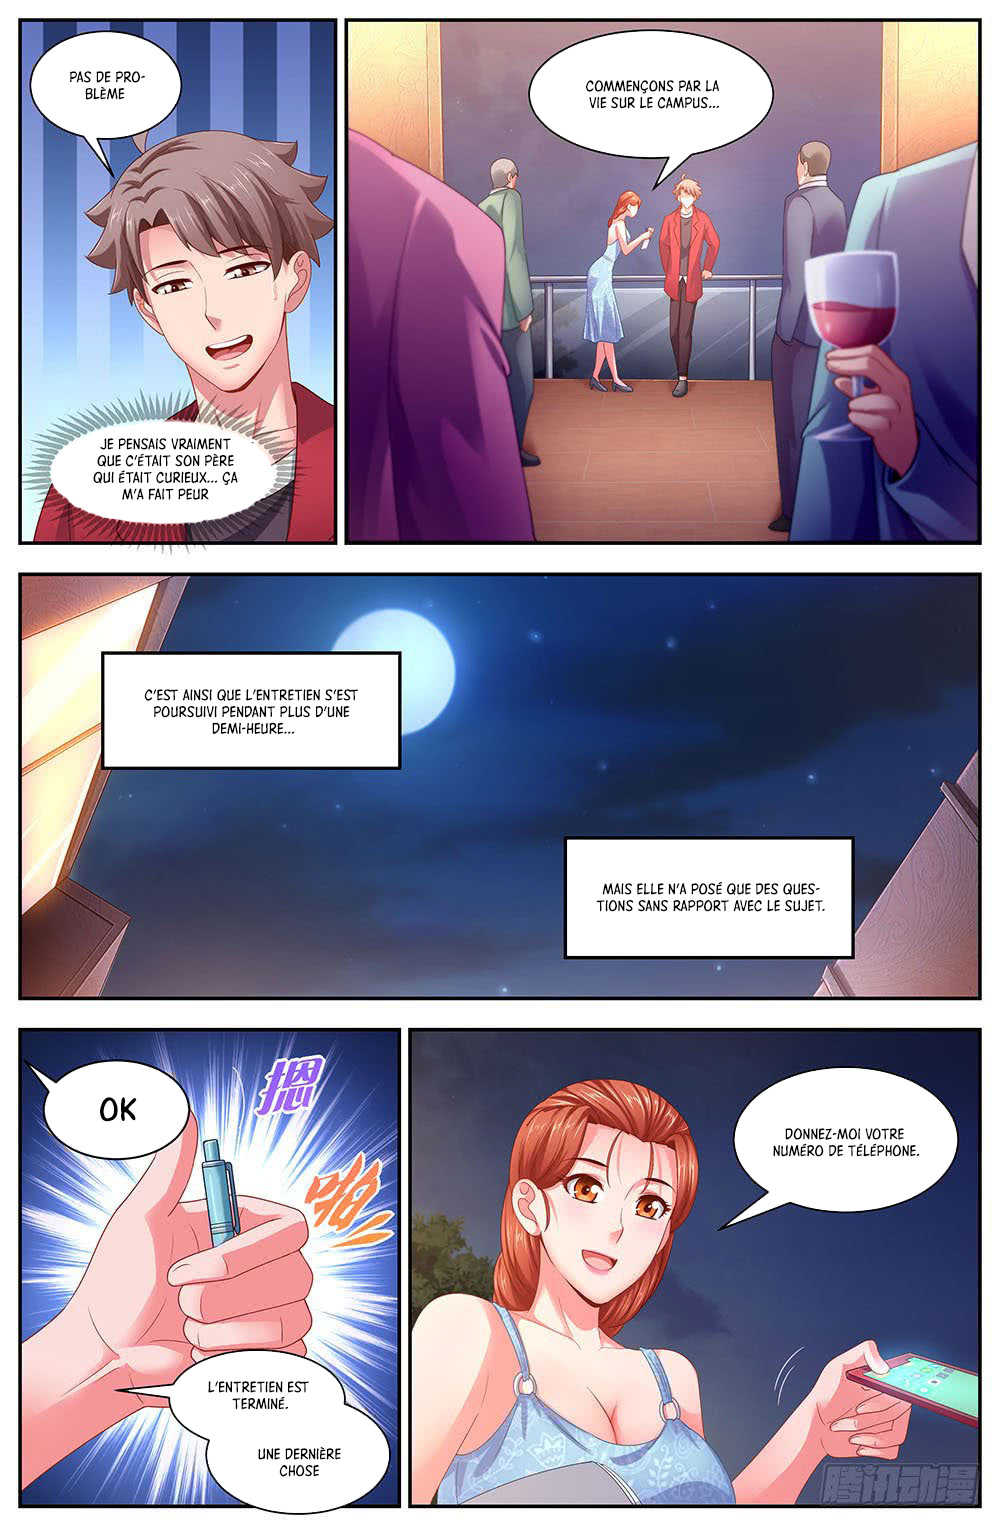 PAS DE PRO-
BLÈME
COMMENÇONS PAR LA
VIE SUR LE CAMPUS...
JE PENSAIS VRAIMENT
QUE C'ÉTAIT SON PÈRE
QUI ÉTAIT CURIEUX... ÇA
M'A FAIT PEUR
C'EST AINSI QUE L'ENTRETIEN S'EST
POURSUIVI PENDANT PLUS D'UNE
DEMI-HEURE...
MAIS ELLE N'A POSÉ QUE DES QUES-
TIONS SANS RAPPORT AVEC LE SUJET.
OK
摁
啪
L'ENTRETIEN EST
TERMINÉ.
UNE DERNIÈRE
CHOSE
DONNEZ-MOI VOTRE
NUMÉRO DE TÉLÉPHONE.
腾讯动漫